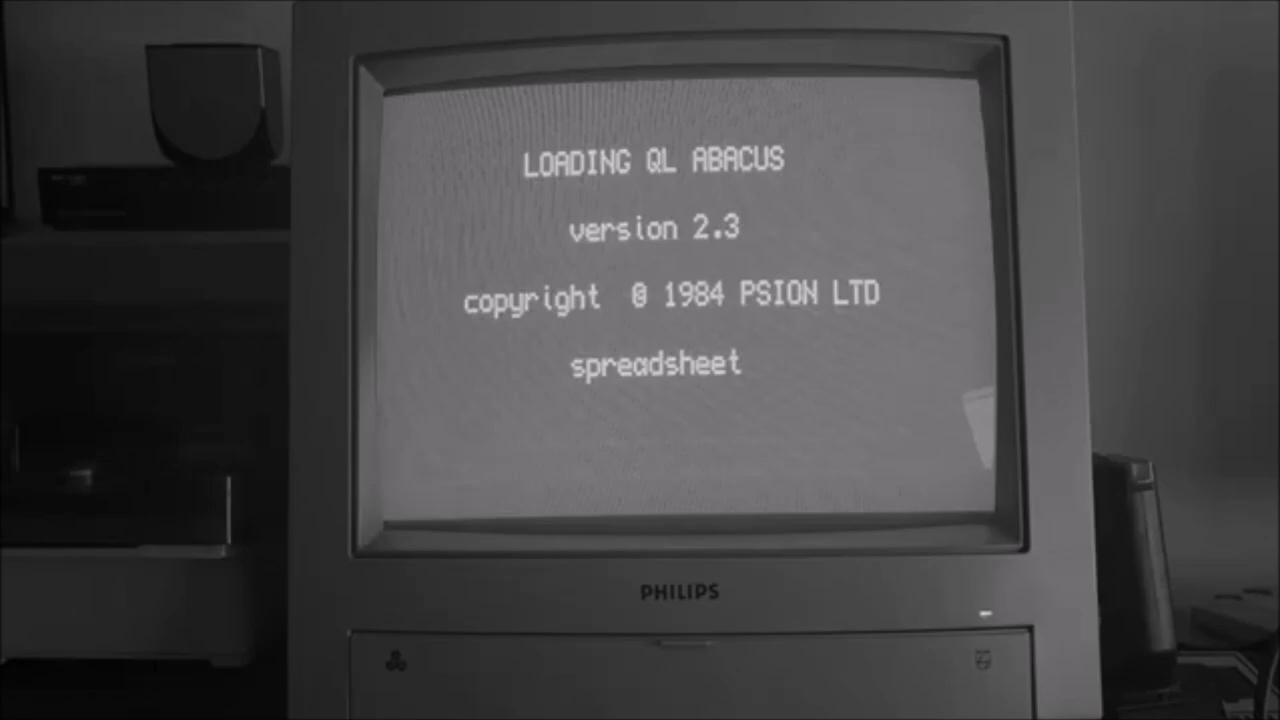 LOADING QL ABACUS
version 2.3
copyright @ 1984 PSION LTD
spreadsheet
PHILIPS